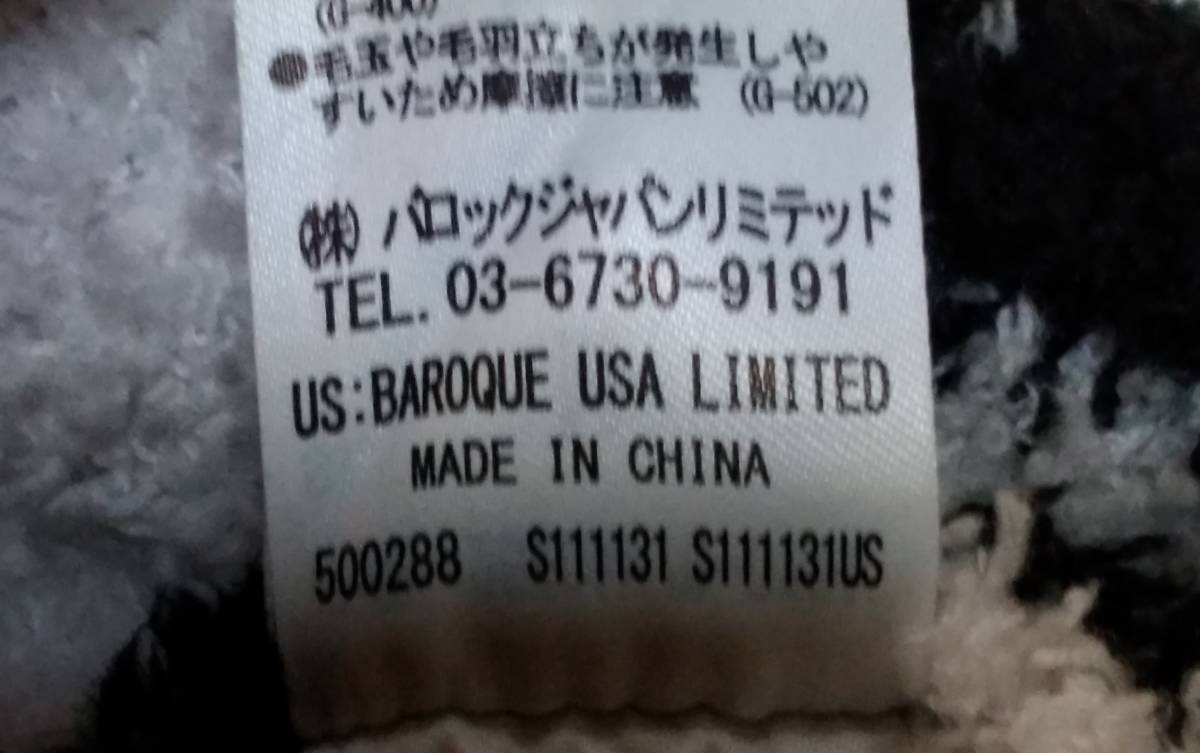 (G-400)
●毛玉や毛羽立ちが発生しや
すいため摩擦に注意 (G-502)
㈱ バロックジャパンリミテッド
TEL. 03-6730-9191
US:BAROQUE USA LIMITED
MADE IN CHINA
500288 S111131 S111131US